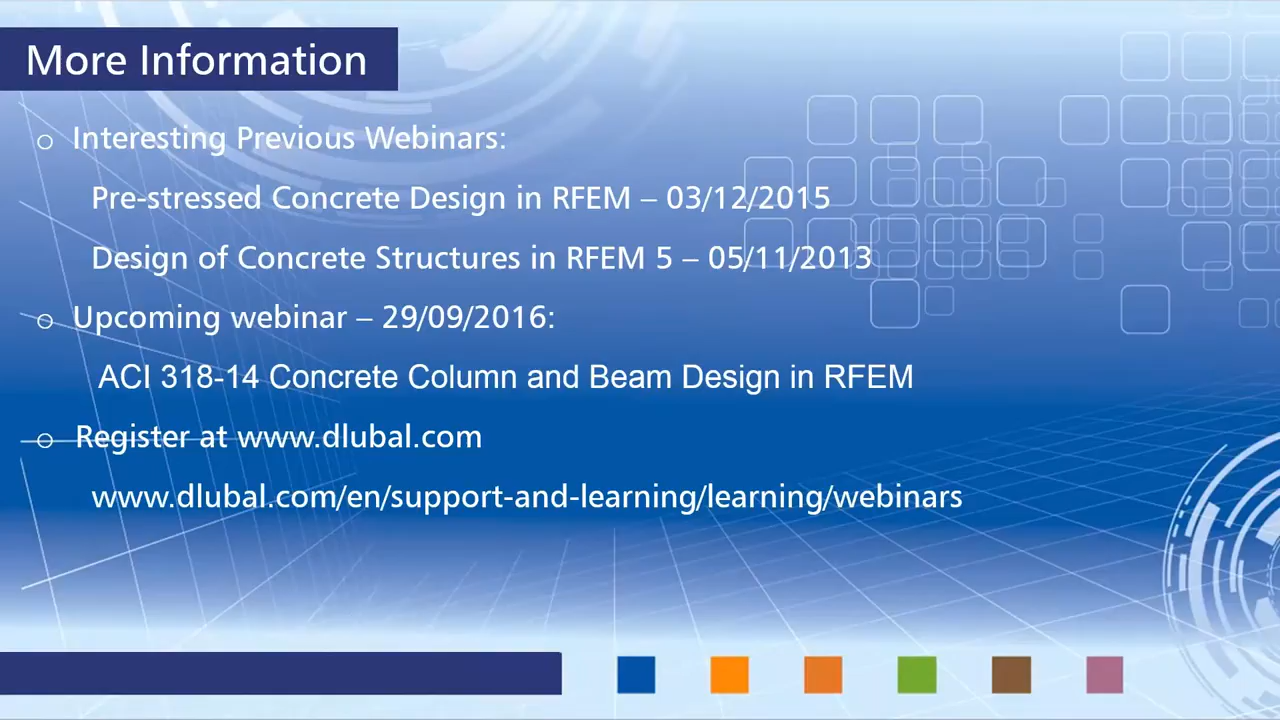 More Information
Interesting Previous Webinars:
Pre-stressed Concrete Design in RFEM – 03/12/2015
Design of Concrete Structures in RFEM 5 – 05/11/2013
Upcoming webinar – 29/09/2016:
ACI 318-14 Concrete Column and Beam Design in RFEM
Register at www.dlubal.com
www.dlubal.com/en/support-and-learning/learning/webinars